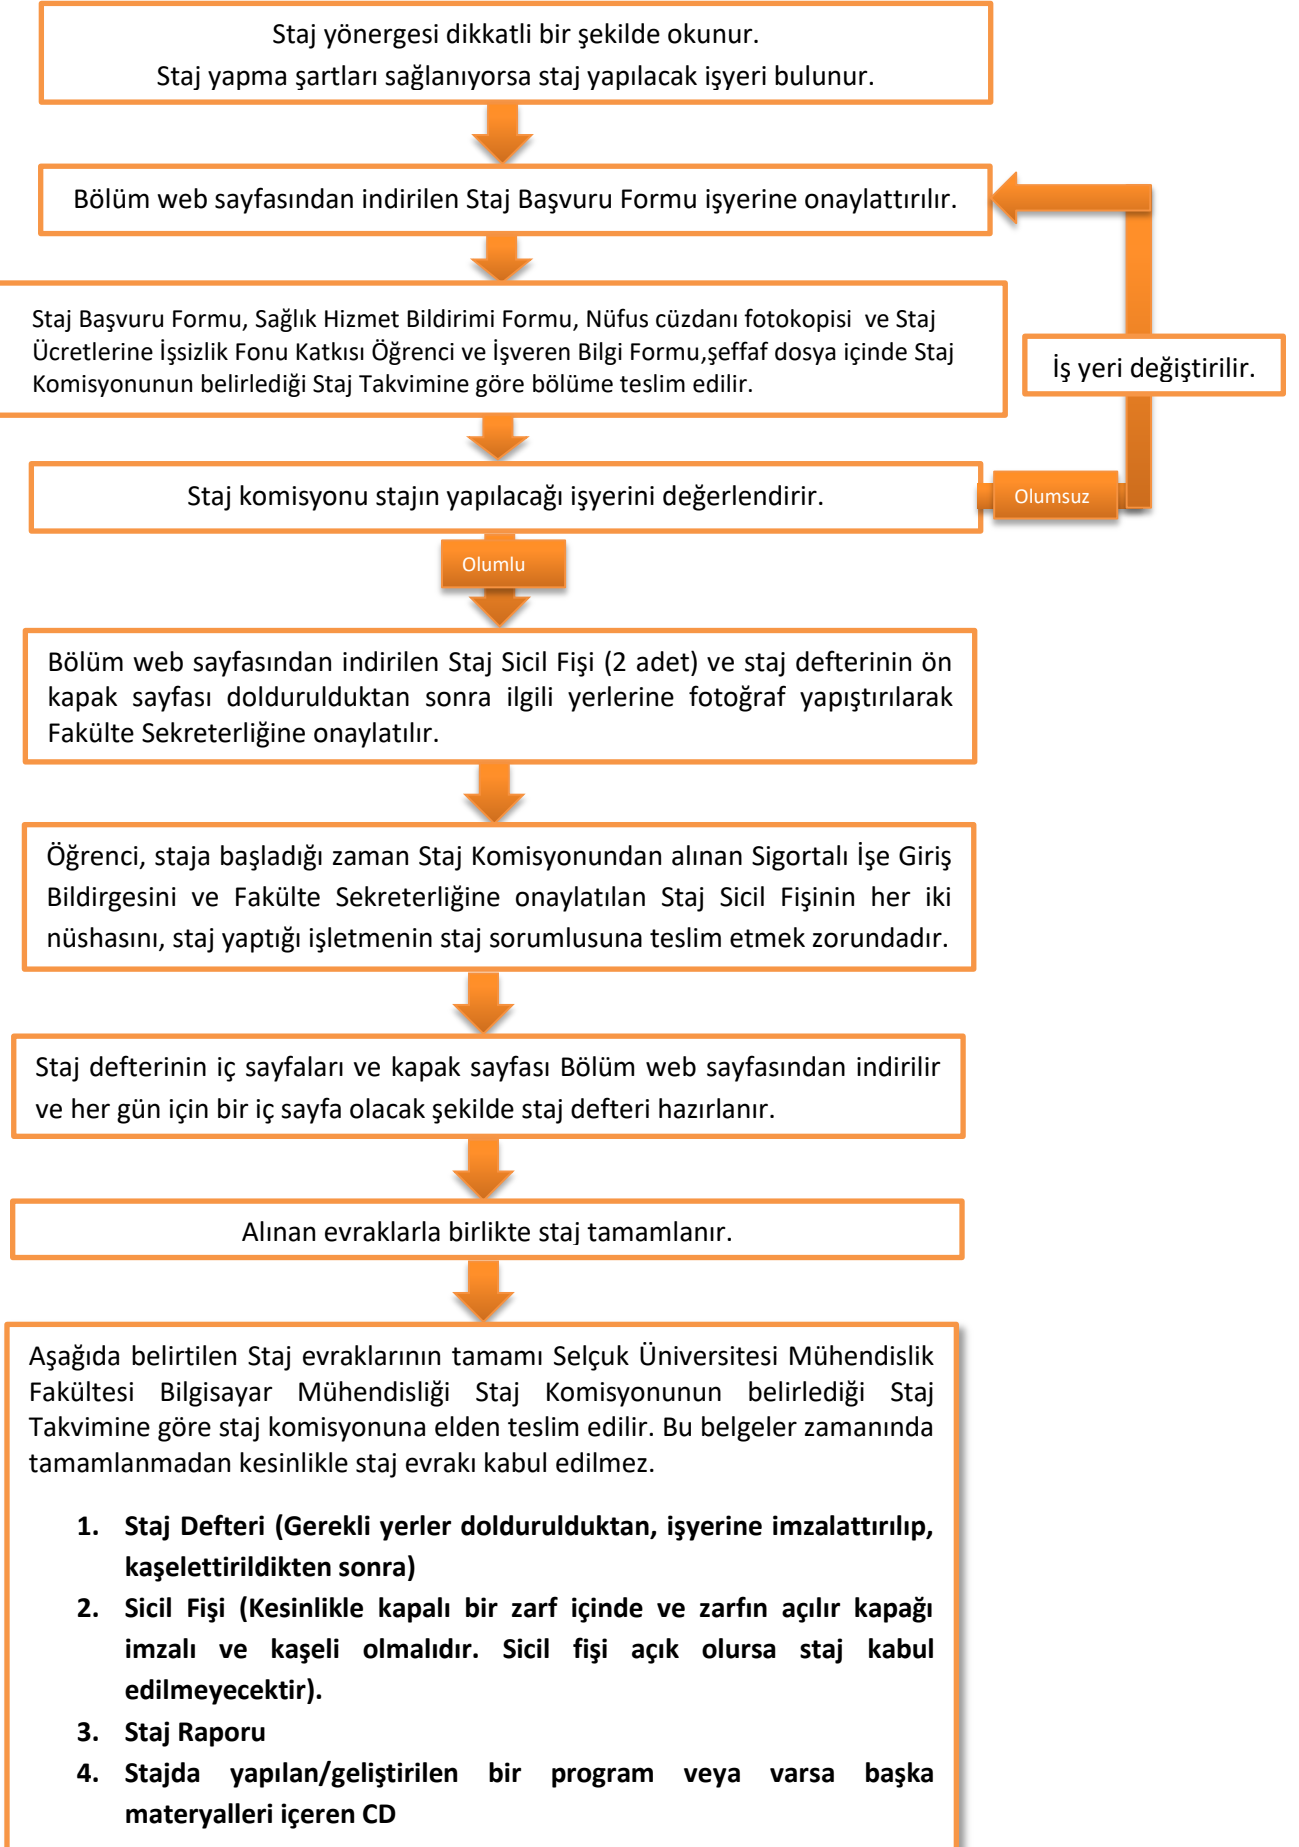 Staj yönergesi dikkatli bir şekilde okunur.
Staj yapma şartları sağlanıyorsa staj yapılacak işyeri bulunur.
Bölüm web sayfasından indirilen Staj Başvuru Formu işyerine onaylattırılır.
Staj Başvuru Formu, Sağlık Hizmet Bildirimi Formu, Nüfus cüzdanı fotokopisi  ve Staj
Ücretlerine İşsizlik Fonu Katkısı Öğrenci ve İşveren Bilgi Formu,şeffaf dosya içinde Staj
Komisyonunun belirlediği Staj Takvimine göre bölüme teslim edilir.
İş yeri değiştirilir.
Staj komisyonu stajın yapılacağı işyerini değerlendirir.
Olumsuz
Olumlu
Bölüm web sayfasından indirilen Staj Sicil Fişi (2 adet) ve staj defterinin ön
kapak sayfası doldurulduktan sonra ilgili yerlerine fotoğraf yapıştırılarak
Fakülte Sekreterliğine onaylatılır.
Öğrenci, staja başladığı zaman Staj Komisyonundan alınan Sigortalı İşe Giriş
Bildirgesini ve Fakülte Sekreterliğine onaylatılan Staj Sicil Fişinin her iki
nüshasını, staj yaptığı işletmenin staj sorumlusuna teslim etmek zorundadır.
Staj defterinin iç sayfaları ve kapak sayfası Bölüm web sayfasından indirilir
ve her gün için bir iç sayfa olacak şekilde staj defteri hazırlanır.
Alınan evraklarla birlikte staj tamamlanır.
Aşağıda belirtilen Staj evraklarının tamamı Selçuk Üniversitesi Mühendislik
Fakültesi Bilgisayar Mühendisliği Staj Komisyonunun belirlediği Staj
Takvimine göre staj komisyonuna elden teslim edilir. Bu belgeler zamanında
tamamlanmadan kesinlikle staj evrakı kabul edilmez.
1. Staj Defteri (Gerekli yerler doldurulduktan, işyerine imzalattırılıp,
kaşelettirildikten sonra)
2. Sicil Fişi (Kesinlikle kapalı bir zarf içinde ve zarfın açılır kapağı
imzalı ve kaşeli olmalıdır. Sicil fişi açık olursa staj kabul
edilmeyecektir).
3. Staj Raporu
4. Stajda yapılan/geliştirilen bir program veya varsa başka
materyalleri içeren CD